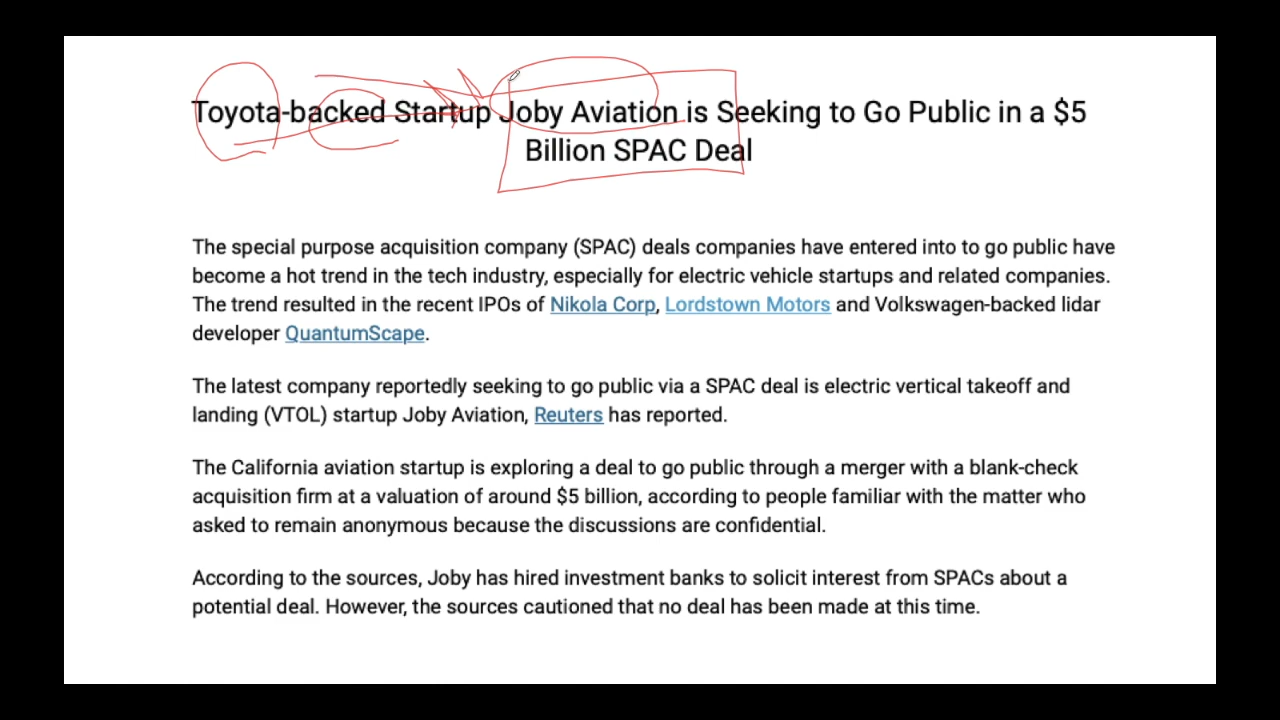 Toyota-backed Startup Joby Aviation is Seeking to Go Public in a $5
Billion SPAC Deal
The special purpose acquisition company (SPAC) deals companies have entered into to go public have
become a hot trend in the tech industry, especially for electric vehicle startups and related companies.
The trend resulted in the recent IPOs of Nikola Corp, Lordstown Motors and Volkswagen-backed lidar
developer QuantumScape.
The latest company reportedly seeking to go public via a SPAC deal is electric vertical takeoff and
landing (VTOL) startup Joby Aviation, Reuters has reported.
The California aviation startup is exploring a deal to go public through a merger with a blank-check
acquisition firm at a valuation of around $5 billion, according to people familiar with the matter who
asked to remain anonymous because the discussions are confidential.
According to the sources, Joby has hired investment banks to solicit interest from SPACs about a
potential deal. However, the sources cautioned that no deal has been made at this time.